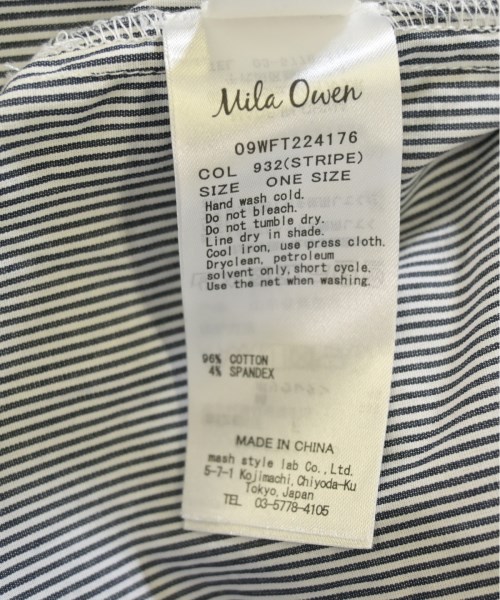 Mila Owen
09WFT224176
COL 932(STRIPE)
SIZE ONE SIZE
Hand wash cold.
Do not bleach.
Do not tumble dry.
Line dry in shade.
Cool iron, use press cloth.
Dryclean, petroleum
solvent only, short cycle.
Use the net when washing.
96% COTTON
4% SPANDEX
MADE IN CHINA
mash style lab Co., Ltd.
5-7-1 Kojimachi, Chiyoda-Ku
Tokyo, Japan
TEL 03-5778-4105